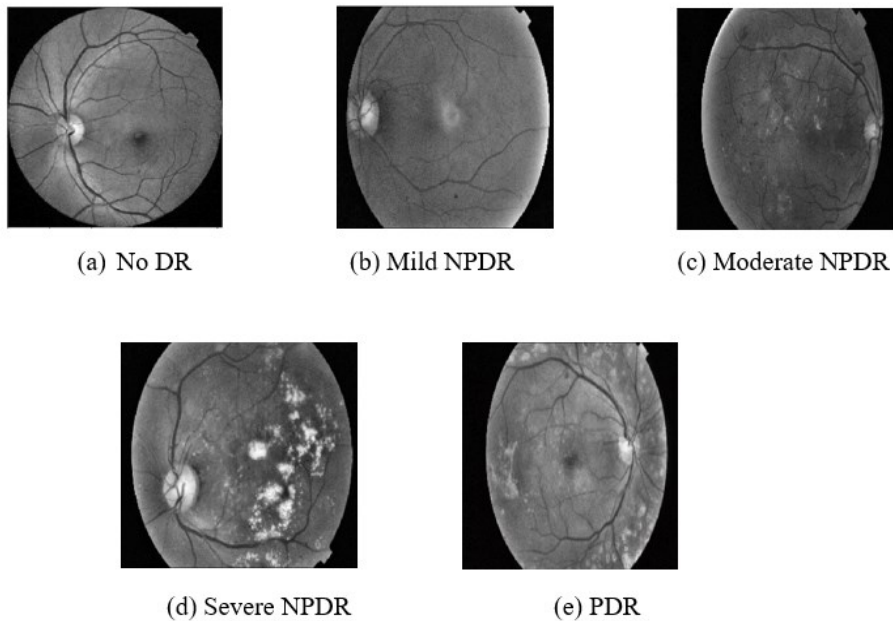 (a) No DR
(b) Mild NPDR
(c) Moderate NPDR
(d) Severe NPDR
(e) PDR